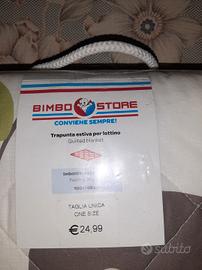 BIMBO STORE
CONVIENE SEMPRE!
Trapunta estiva per lettino
Quilted blanket
TAGLIA UNICA
ONE SIZE
€24,99
subito